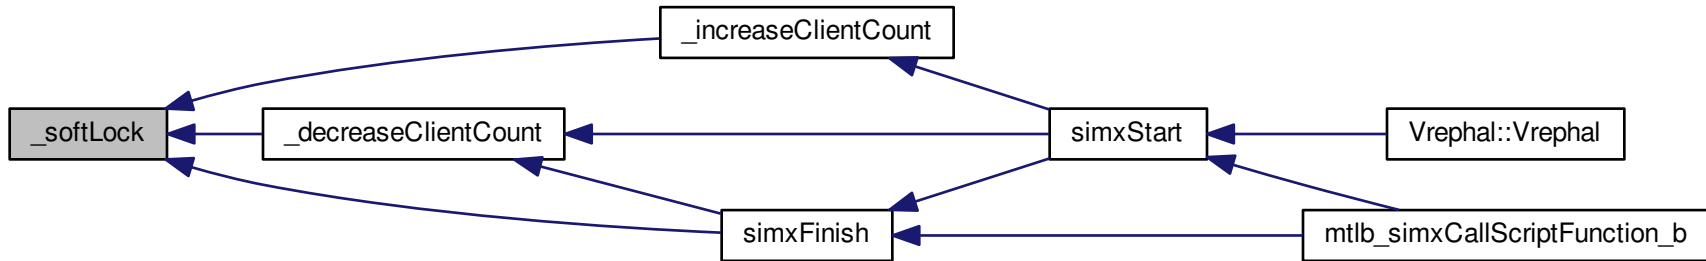 _increaseClientCount
_softLock
_decreaseClientCount
simxStart
Vrephal::Vrephal
simxFinish
mtlb_simxCallScriptFunction_b